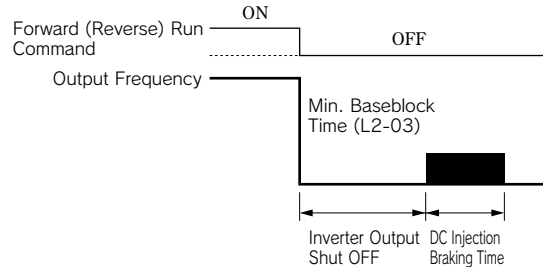 ON
Forward (Reverse) Run
Command
OFF
Output Frequency
Min. Baseblock
Time (L2-03)
Inverter Output
Shut OFF
DC Injection
Braking Time